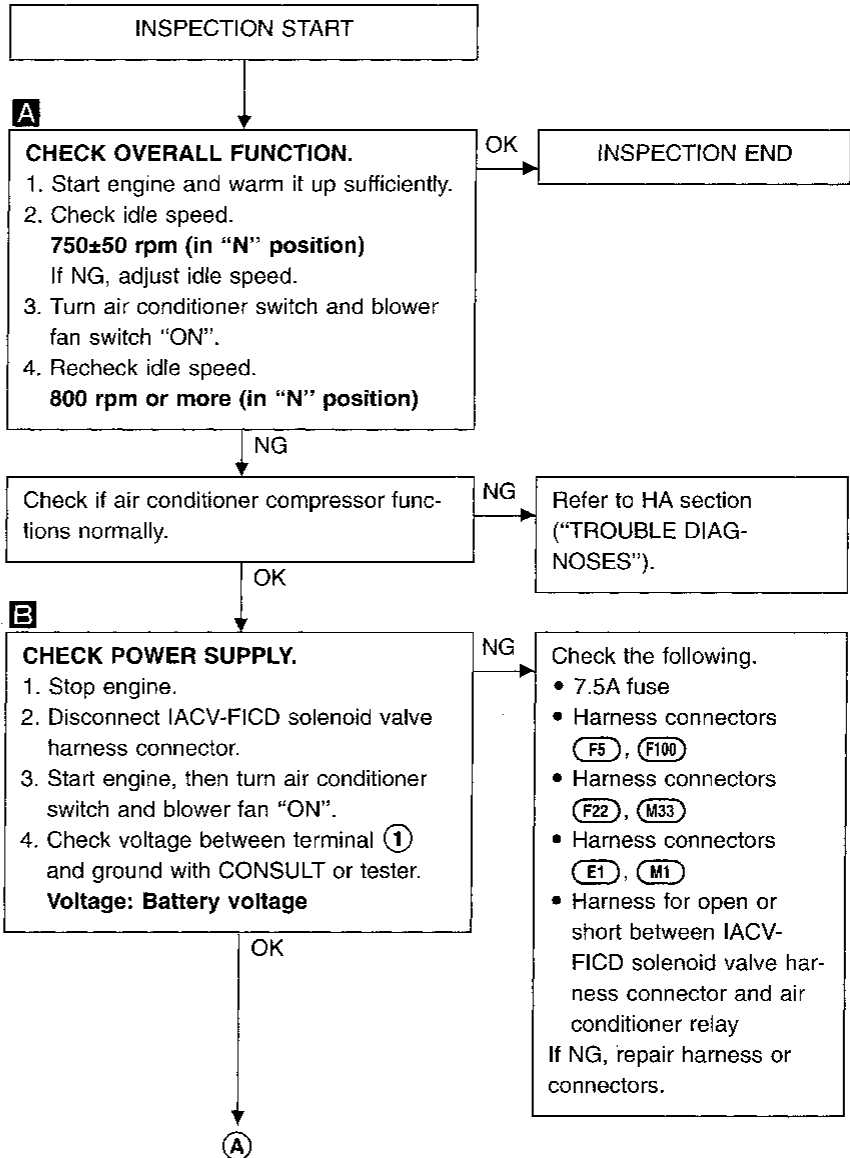 INSPECTION START
A
CHECK OVERALL FUNCTION.
1. Start engine and warm it up sufficiently.
2. Check idle speed.
750±50 rpm (in “N” position)
If NG, adjust idle speed.
3. Turn air conditioner switch and blower
fan switch “ON”.
4. Recheck idle speed.
800 rpm or more (in “N” position)
OK
INSPECTION END
NG
Check if air conditioner compressor func-
tions normally.
NG
Refer to HA section
(“TROUBLE DIAG-
NOSES”).
OK
B
CHECK POWER SUPPLY.
1. Stop engine.
2. Disconnect IACV-FICD solenoid valve
harness connector.
3. Start engine, then turn air conditioner
switch and blower fan “ON”.
4. Check voltage between terminal ①
and ground with CONSULT or tester.
Voltage: Battery voltage
NG
Check the following.
• 7.5A fuse
• Harness connectors
F5, F100
• Harness connectors
F22, M33
• Harness connectors
E1, M1
• Harness for open or
short between IACV-
FICD solenoid valve har-
ness connector and air
conditioner relay
If NG, repair harness or
connectors.
OK
Ⓐ